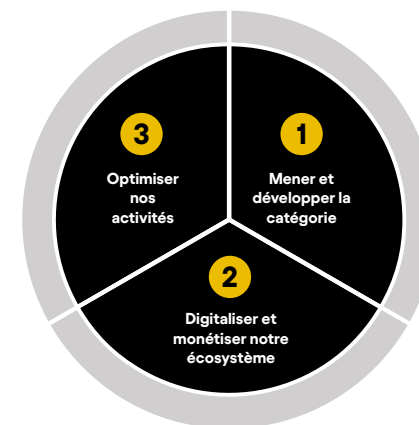 1
Mener et
développer la
catégorie
2
Digitaliser et
monétiser notre
écosystème
3
Optimiser
nos
activités